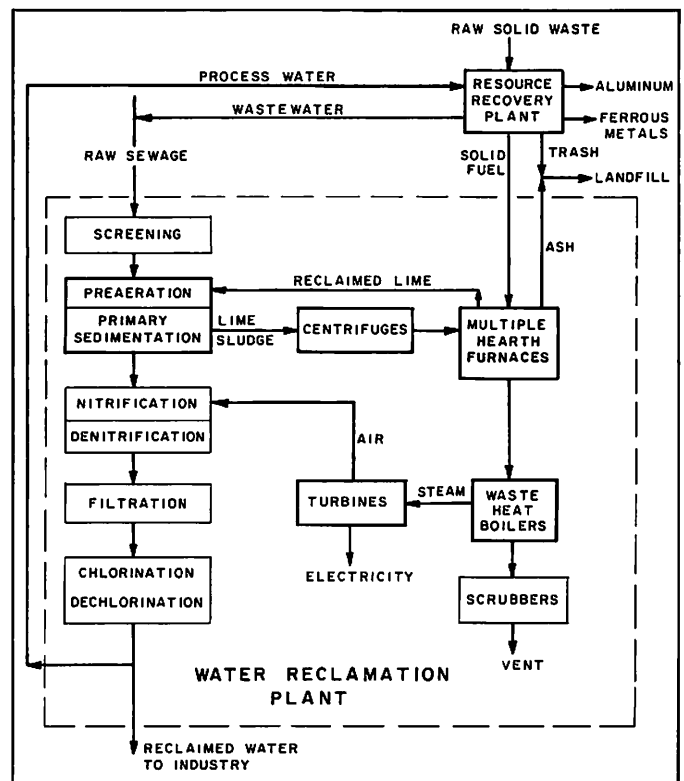 RAW SOLID WASTE
PROCESS WATER
RESOURCE
RECOVERY
PLANT
ALUMINUM
WASTEWATER
FERROUS
METALS
RAW SEWAGE
SOLID
FUEL
TRASH
LANDFILL
SCREENING
ASH
RECLAIMED LIME
PREAERATION
PRIMARY
SEDIMENTATION
LIME
SLUDGE
CENTRIFUGES
MULTIPLE
HEARTH
FURNACES
NITRIFICATION
DENITRIFICATION
AIR
FILTRATION
TURBINES
STEAM
WASTE
HEAT
BOILERS
ELECTRICITY
CHLORINATION
DECHLORINATION
SCRUBBERS
VENT
WATER RECLAMATION
PLANT
RECLAIMED WATER
TO INDUSTRY